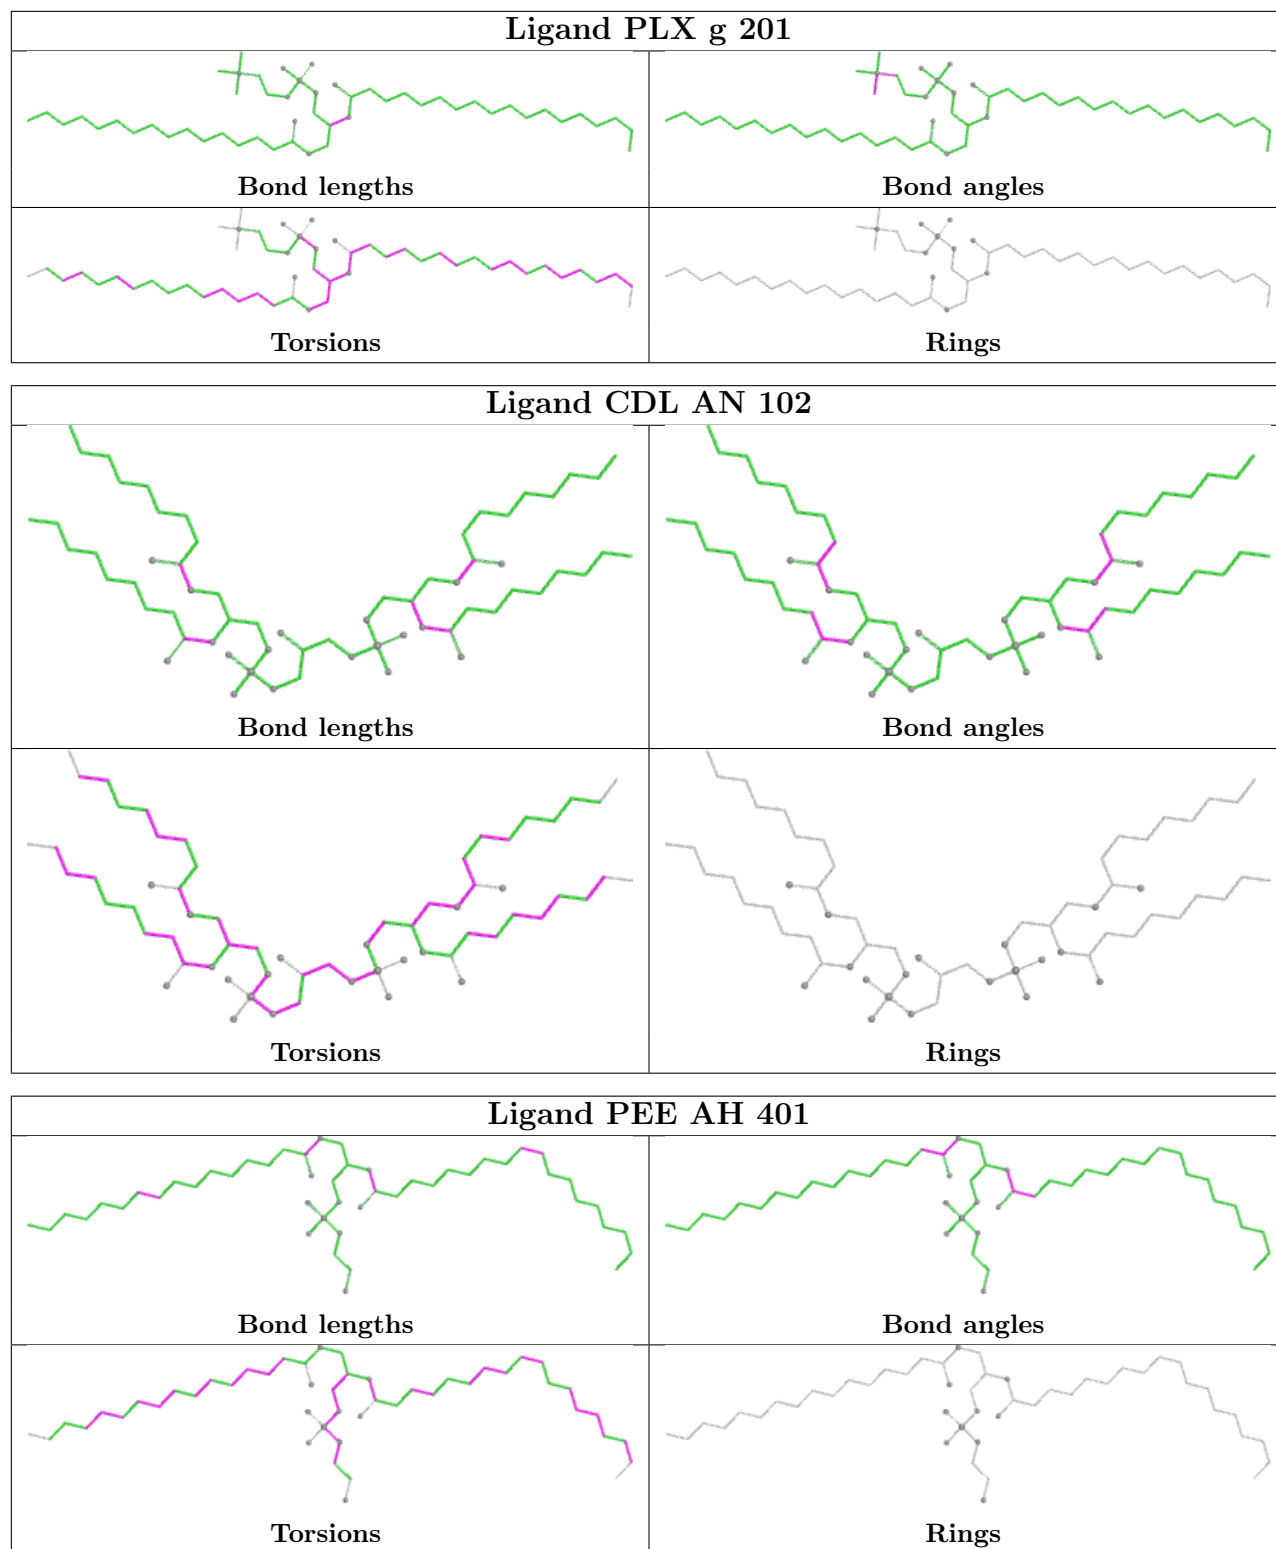 Ligand PLX g 201
Bond lengths
Bond angles
Torsions
Rings
Ligand CDL AN 102
Bond lengths
Bond angles
Torsions
Rings
Ligand PEE AH 401
Bond lengths
Bond angles
Torsions
Rings